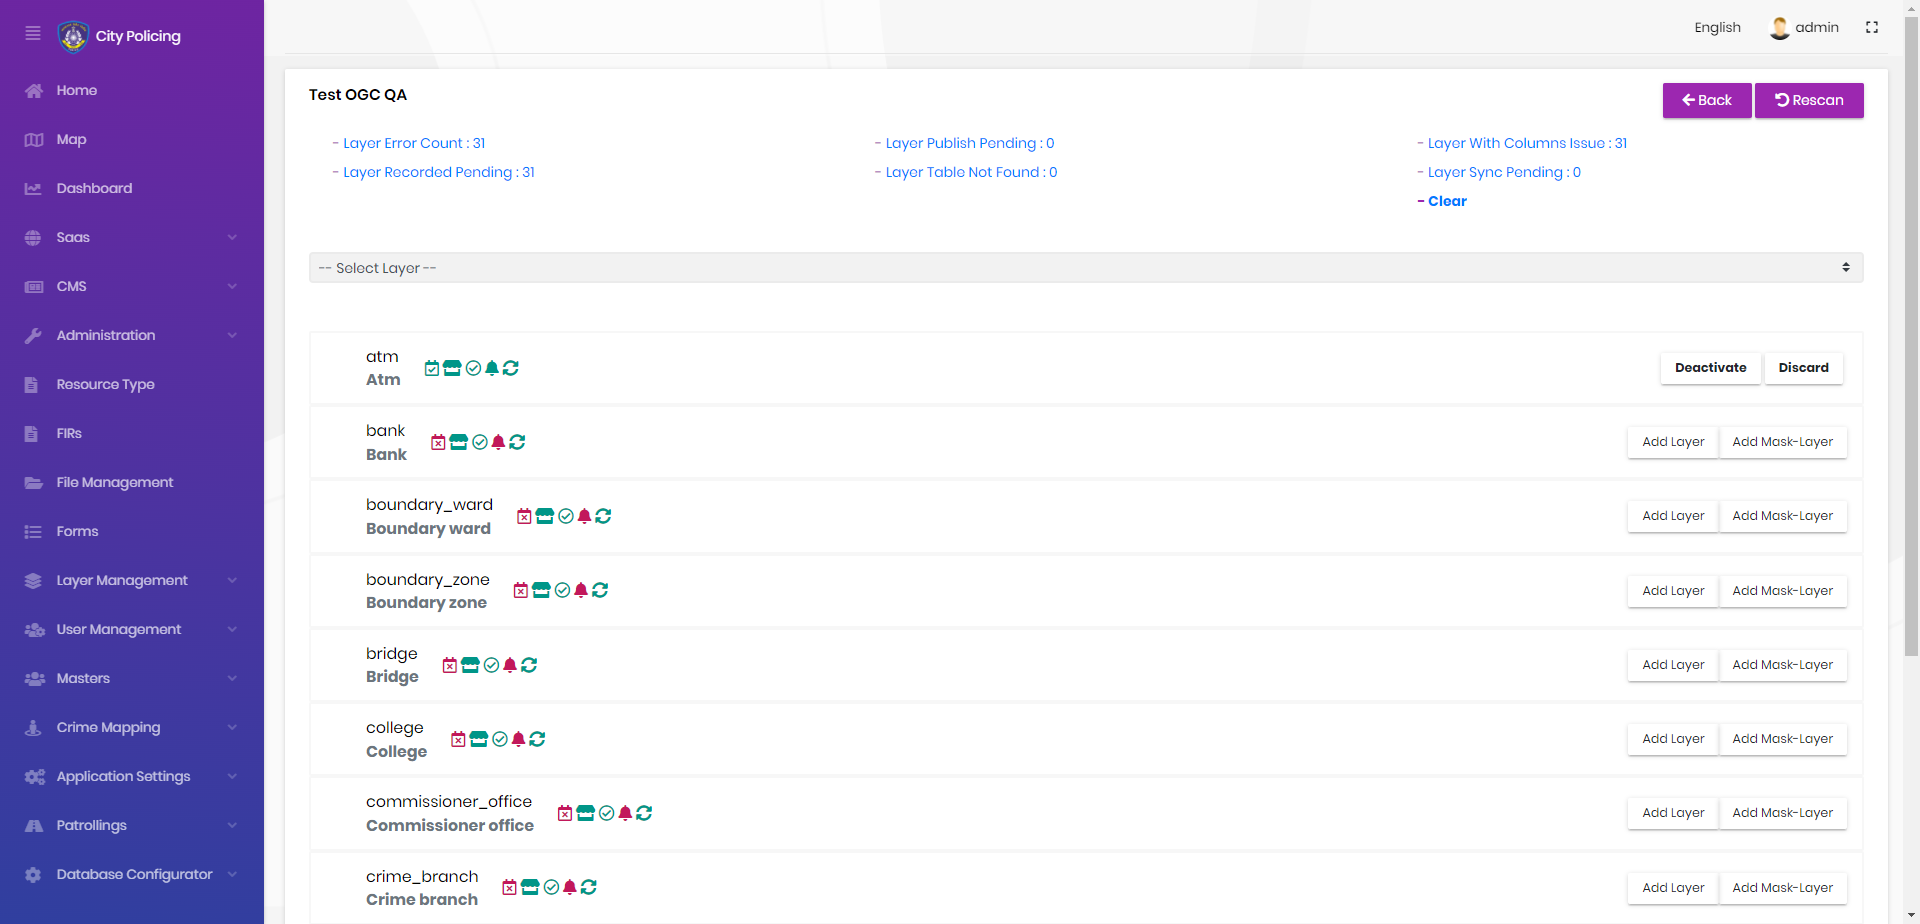 City Policing
Home
Map
Dashboard
Saas
CMS
Administration
Resource Type
FIRs
File Management
Forms
Layer Management
User Management
Masters
Crime Mapping
Application Settings
Patrollings
Database Configurator
English
admin
Test OGC QA
Back
Rescan
- Layer Error Count : 31
- Layer Publish Pending : 0
- Layer With Columns Issue : 31
- Layer Recorded Pending : 31
- Layer Table Not Found : 0
- Layer Sync Pending : 0
- Clear
-- Select Layer --
atm
Atm
Deactivate
Discard
bank
Bank
Add Layer
Add Mask-Layer
boundary_ward
Boundary ward
Add Layer
Add Mask-Layer
boundary_zone
Boundary zone
Add Layer
Add Mask-Layer
bridge
Bridge
Add Layer
Add Mask-Layer
college
College
Add Layer
Add Mask-Layer
commissioner_office
Commissioner office
Add Layer
Add Mask-Layer
crime_branch
Crime branch
Add Layer
Add Mask-Layer